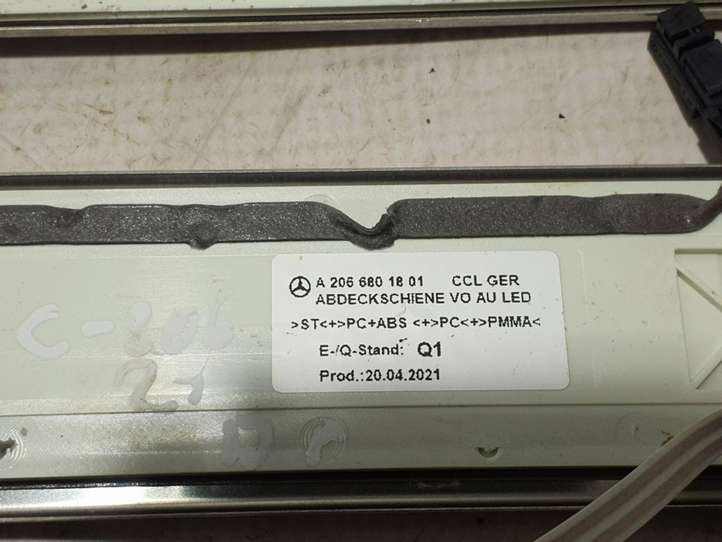 A 206 680 18 01 CCL GER
ABDECKSCHIENE VO AU LED
>ST<+>PC+ABS <+>PC<+>PMMA<
E-/Q-Stand: Q1
Prod.:20.04.2021
C-206